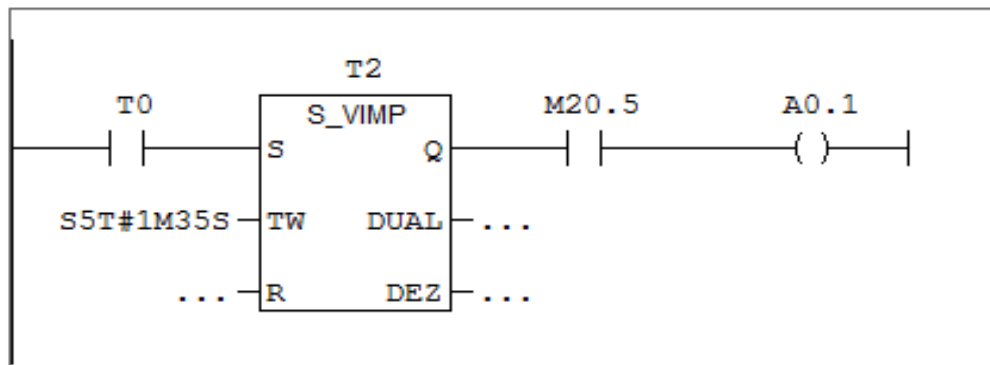 T2
T0 S_VIMP M20.5 A0.1
S Q
S5T#1M35S TW DUAL ...
... R DEZ ...